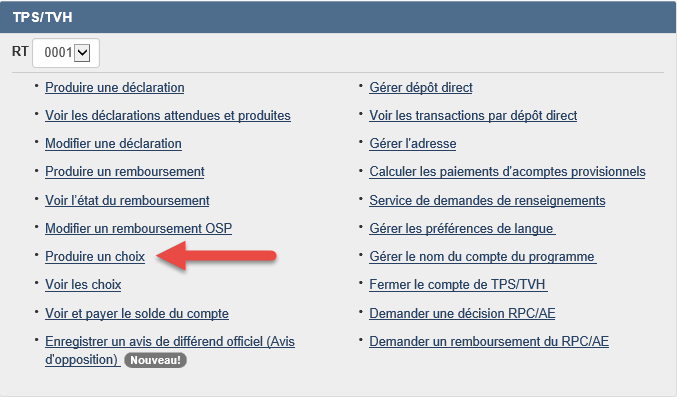 TPS/TVH
RT 0001
• Produire une déclaration
• Voir les déclarations attendues et produites
• Modifier une déclaration
• Produire un remboursement
• Voir l'état du remboursement
• Modifier un remboursement OSP
• Produire un choix
• Voir les choix
• Voir et payer le solde du compte
• Enregistrer un avis de différend officiel (Avis
d'opposition) Nouveau!
• Gérer dépôt direct
• Voir les transactions par dépôt direct
• Gérer l'adresse
• Calculer les paiements d'acomptes provisionnels
• Service de demandes de renseignements
• Gérer les préférences de langue
• Gérer le nom du compte du programme
• Fermer le compte de TPS/TVH
• Demander une décision RPC/AE
• Demander un remboursement du RPC/AE